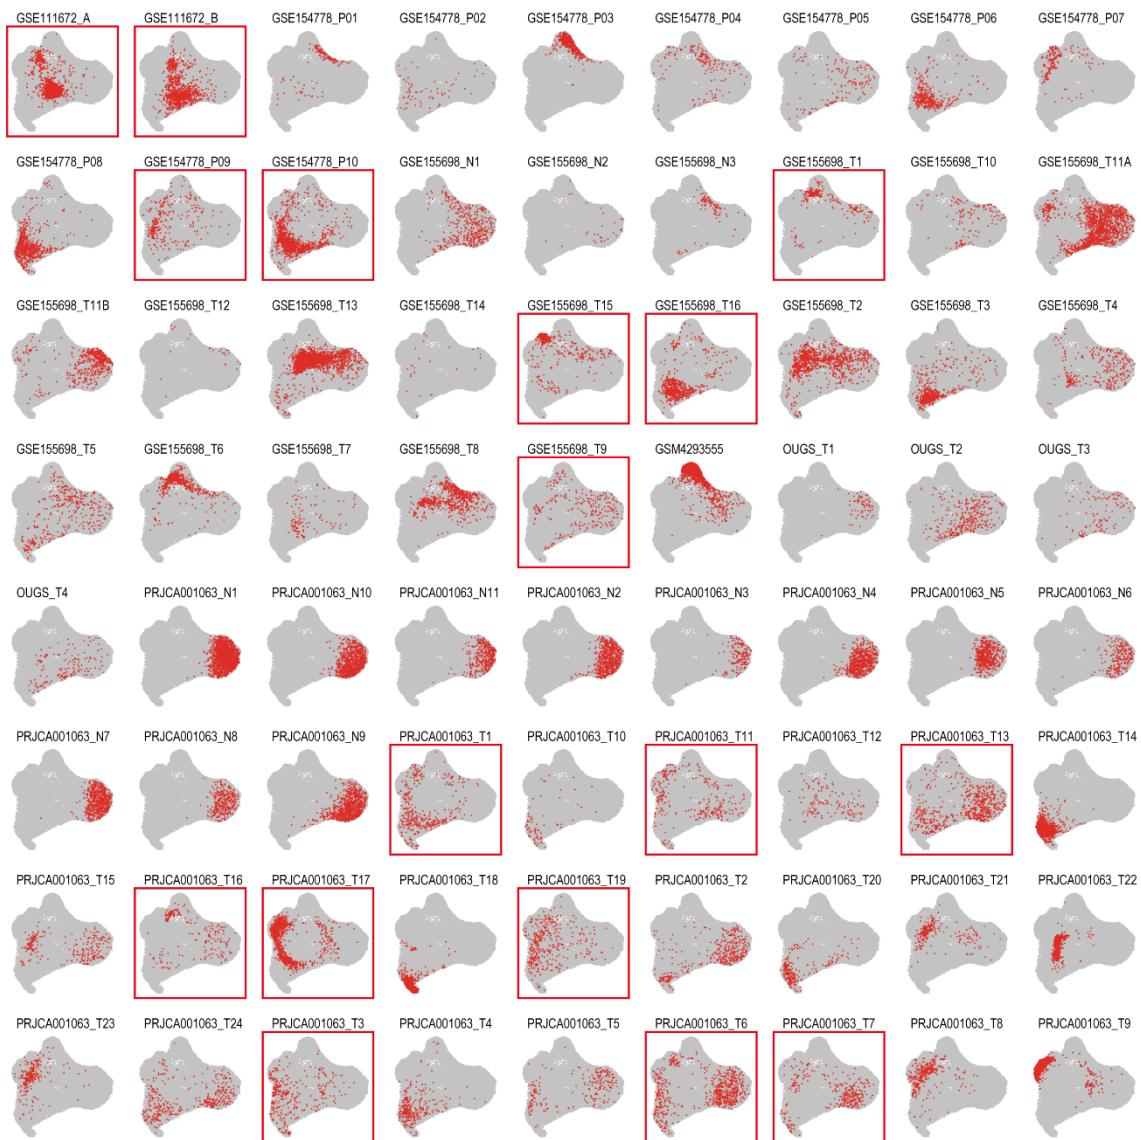 GSE111672_A GSE111672_B GSE154778_P01 GSE154778_P02 GSE154778_P03 GSE154778_P04 GSE154778_P05 GSE154778_P06 GSE154778_P07
GSE154778_P08 GSE154778_P09 GSE154778_P10 GSE155698_N1 GSE155698_N2 GSE155698_N3 GSE155698_T1 GSE155698_T10 GSE155698_T11A
GSE155698_T11B GSE155698_T12 GSE155698_T13 GSE155698_T14 GSE155698_T15 GSE155698_T16 GSE155698_T2 GSE155698_T3 GSE155698_T4
GSE155698_T5 GSE155698_T6 GSE155698_T7 GSE155698_T8 GSE155698_T9 GSM4293555 OUGS_T1 OUGS_T2 OUGS_T3
OUGS_T4 PRJCA001063_N1 PRJCA001063_N10 PRJCA001063_N11 PRJCA001063_N2 PRJCA001063_N3 PRJCA001063_N4 PRJCA001063_N5 PRJCA001063_N6
PRJCA001063_N7 PRJCA001063_N8 PRJCA001063_N9 PRJCA001063_T1 PRJCA001063_T10 PRJCA001063_T11 PRJCA001063_T12 PRJCA001063_T13 PRJCA001063_T14
PRJCA001063_T15 PRJCA001063_T16 PRJCA001063_T17 PRJCA001063_T18 PRJCA001063_T19 PRJCA001063_T2 PRJCA001063_T20 PRJCA001063_T21 PRJCA001063_T22
PRJCA001063_T23 PRJCA001063_T24 PRJCA001063_T3 PRJCA001063_T4 PRJCA001063_T5 PRJCA001063_T6 PRJCA001063_T7 PRJCA001063_T8 PRJCA001063_T9